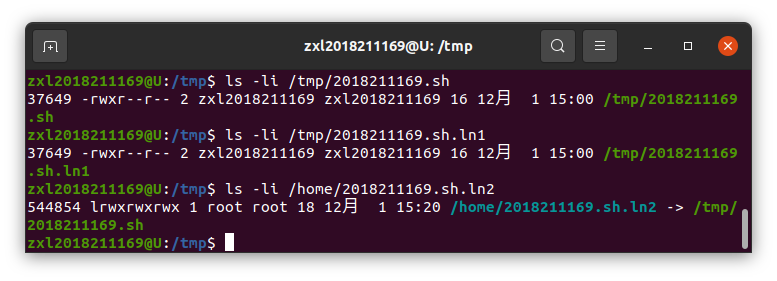 zxl2018211169@U: /tmp
zxl2018211169@U:/tmp$ ls -li /tmp/2018211169.sh
37649 -rwxr--r-- 2 zxl2018211169 zxl2018211169 16 12月  1 15:00 /tmp/2018211169
.sh
zxl2018211169@U:/tmp$ ls -li /tmp/2018211169.sh.ln1
37649 -rwxr--r-- 2 zxl2018211169 zxl2018211169 16 12月  1 15:00 /tmp/2018211169
.sh.ln1
zxl2018211169@U:/tmp$ ls -li /home/2018211169.sh.ln2
544854 lrwxrwxrwx 1 root root 18 12月  1 15:20 /home/2018211169.sh.ln2 -> /tmp/
2018211169.sh
zxl2018211169@U:/tmp$